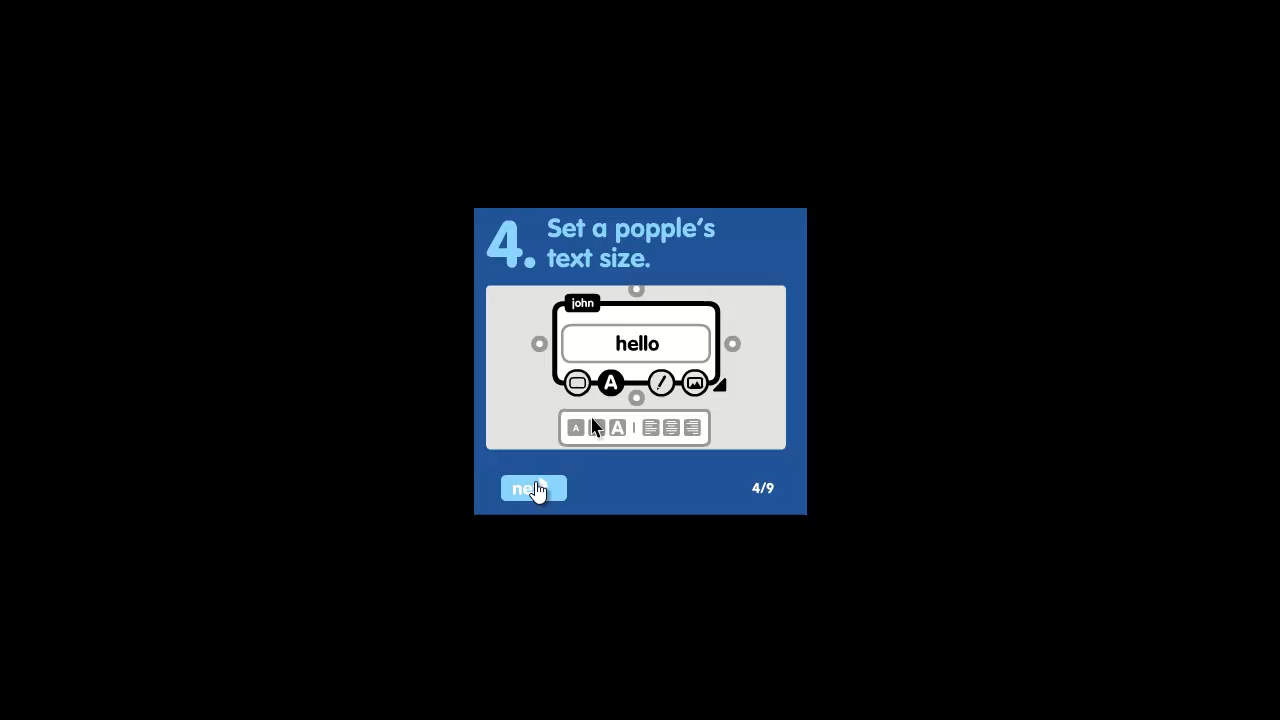 4. Set a popple's
text size.
john
hello
A
A A |
4/9